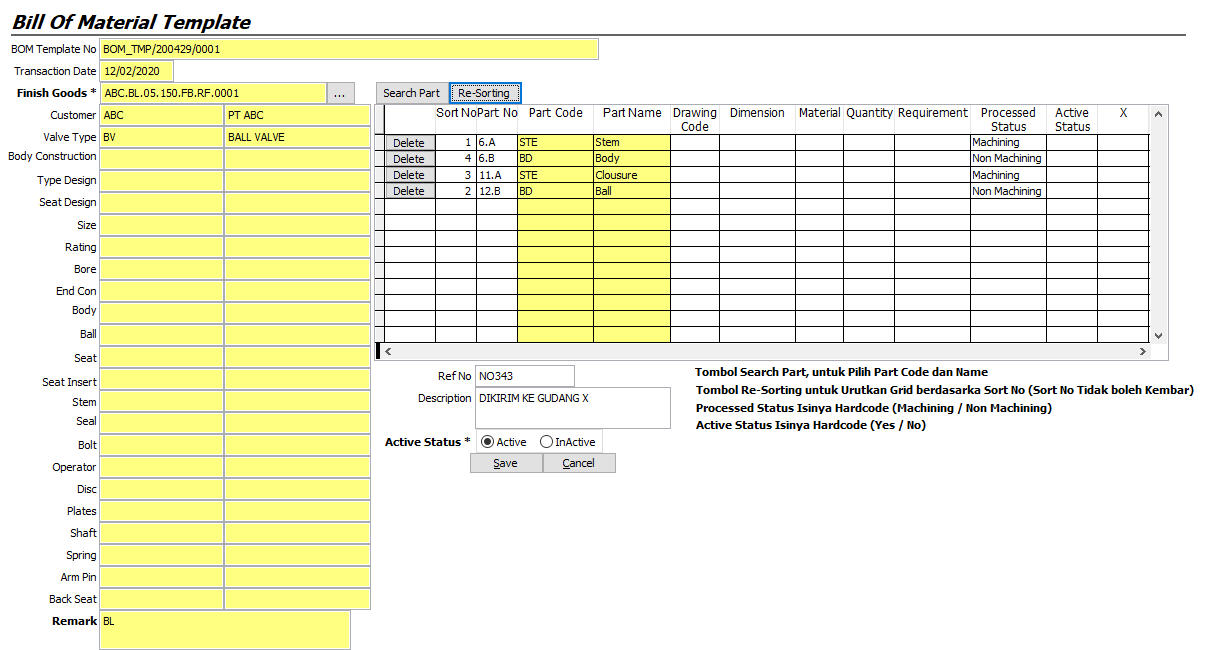 Bill Of Material Template
BOM Template No BOM_TMP/200429/0001
Transaction Date 12/02/2020
Finish Goods * ABC.BL.05.150.FB.RF.0001 ...
Customer ABC PT ABC
Valve Type BV BALL VALVE
Body Construction
Type Design
Seat Design
Size
Rating
Bore
End Con
Body
Ball
Seat
Seat Insert
Stem
Seal
Bolt
Operator
Disc
Plates
Shaft
Spring
Arm Pin
Back Seat
Remark BL
Search Part Re-Sorting
Sort No Part No Part Code Part Name Drawing Code Dimension Material Quantity Requirement Processed Status Active Status X
Delete 1 6.A STE Stem Machining
Delete 4 6.B BD Body Non Machining
Delete 3 11.A STE Clousure Machining
Delete 2 12.B BD Ball Non Machining
Ref No NO343
Description DIKIRIM KE GUDANG X
Active Status * Active InActive
Save Cancel
Tombol Search Part, untuk Pilih Part Code dan Name
Tombol Re-Sorting untuk Urutkan Grid berdasarka Sort No (Sort No Tidak boleh Kembar)
Processed Status Isinya Hardcode (Machining / Non Machining)
Active Status Isinya Hardcode (Yes / No)